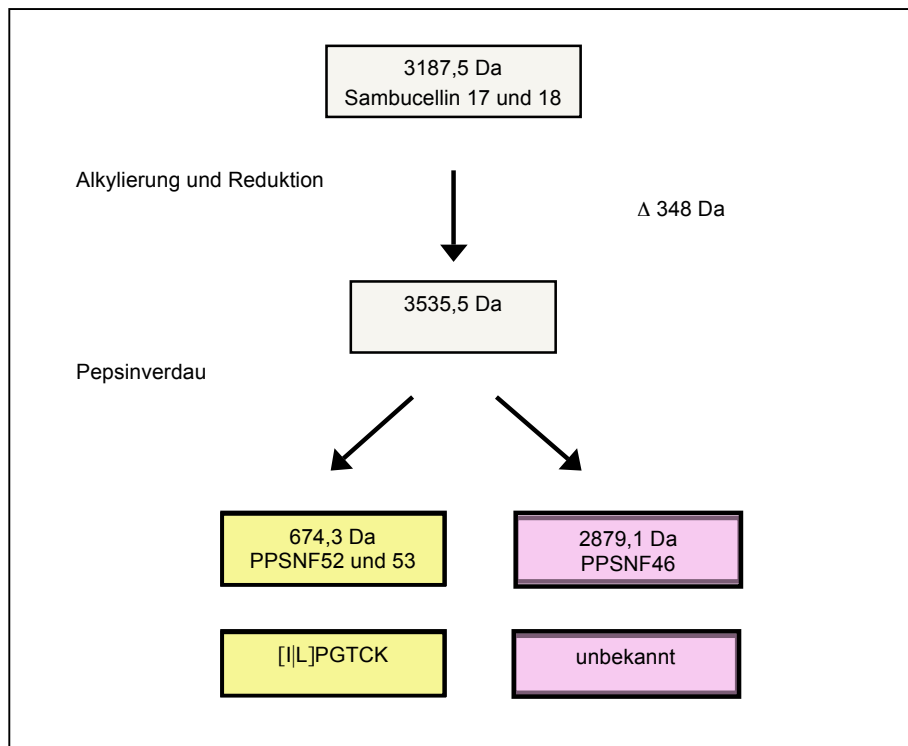 3187,5 Da
Sambucellin 17 und 18
Alkylierung und Reduktion
Δ 348 Da
3535,5 Da
Pepsinverdau
674,3 Da
PPSNF52 und 53
2879,1 Da
PPSNF46
[I|L]PGTCK
unbekannt